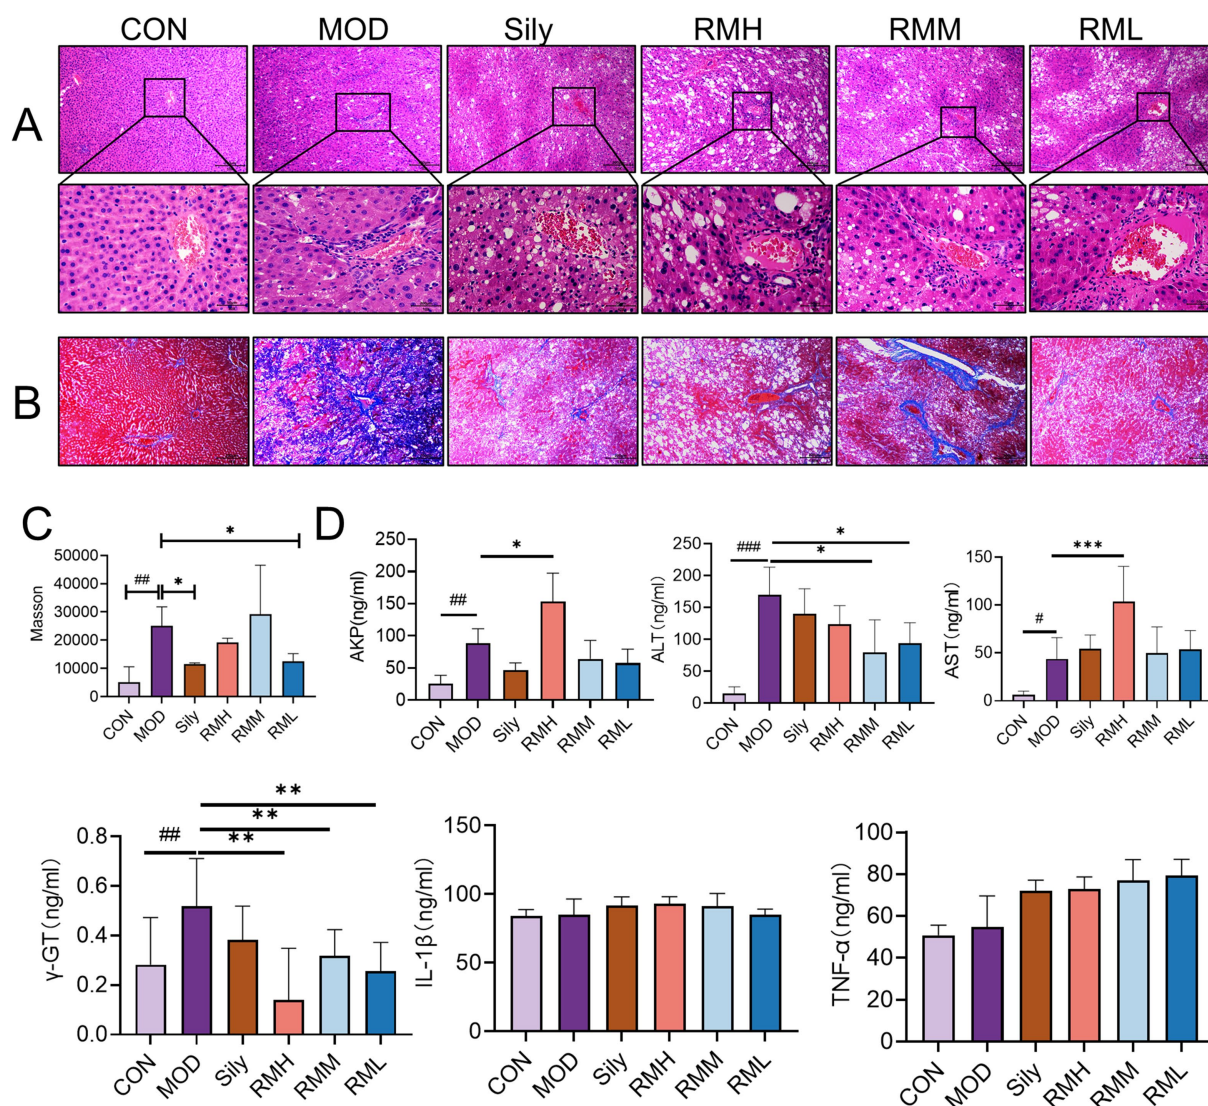 CON MOD Sily RMH RMM RML
A
B
C
D
*
## *
Masson
50000
40000
30000
20000
10000
0
CON MOD Sily RMH RMM RML
*
##
AKP(ng/ml)
250
200
150
100
50
0
CON MOD Sily RMH RMM RML
*
### *
ALT(ng/ml)
250
200
150
100
50
0
CON MOD Sily RMH RMM RML
***
#
AST(ng/ml)
150
100
50
0
CON MOD Sily RMH RMM RML
**
**
## **
γ-GT(ng/ml)
0.8
0.6
0.4
0.2
0.0
CON MOD Sily RMH RMM RML
IL-1β(ng/ml)
150
100
50
0
CON MOD Sily RMH RMM RML
TNF-α(ng/ml)
100
80
60
40
20
0
CON MOD Sily RMH RMM RML